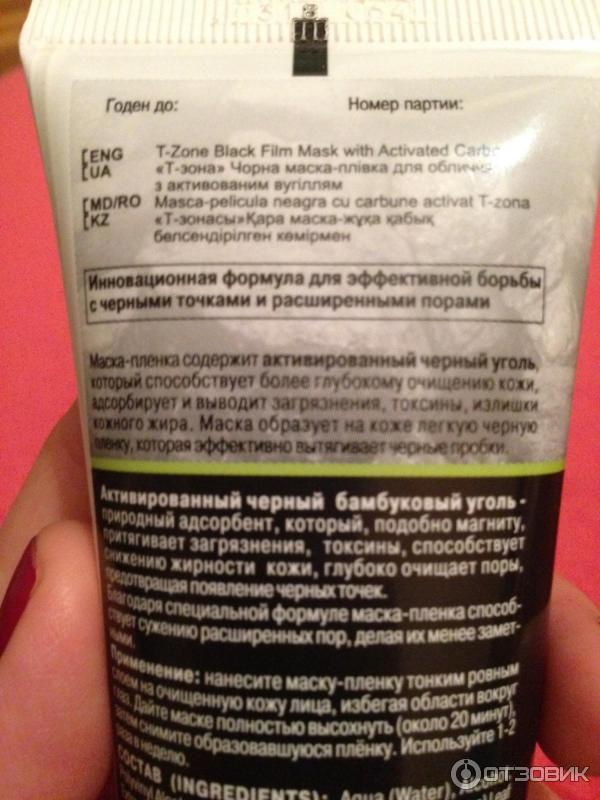 Годен до: Номер партии:
ENG T-Zone Black Film Mask with Activated
UA «Т-зона» Чорна маска-плівка для обличчя
з активованим вугіллям
MD/RO Masca-pelicula neagra cu carbune activat T-zona
KZ «Т-зонасы»Қара маска-жұқа қабық
белсендірілген көмірмен
Инновационная формула для эффективной борьбы
с черными точками и расширенными порами
Маска-пленка содержит активированный черный уголь,
который способствует более глубокому очищению кожи,
адсорбирует и выводит загрязнения, токсины, излишки
кожного жира. Маска образует на коже легкую черную
пленку, которая эффективно вытягивает черные пробки.
Активированный черный бамбуковый уголь -
природный адсорбент, который, подобно магниту,
притягивает загрязнения, токсины, способствует
снижению жирности кожи, глубоко очищает поры,
предотвращая появление черных точек.
Благодаря специальной формуле маска-пленка способ-
ствует сужению расширенных пор, делая их менее замет-
ными.
Применение: нанесите маску-пленку тонким ровным
слоем на очищенную кожу лица, избегая области вокруг
глаз. Дайте маске полностью высохнуть (около 20 минут),
затем снимите образовавшуюся плёнку. Используйте 1-2
раза в неделю.
СОСТАВ (INGREDIENTS): Aqua (Water),
Polyvinyl
ОТЗОВИК